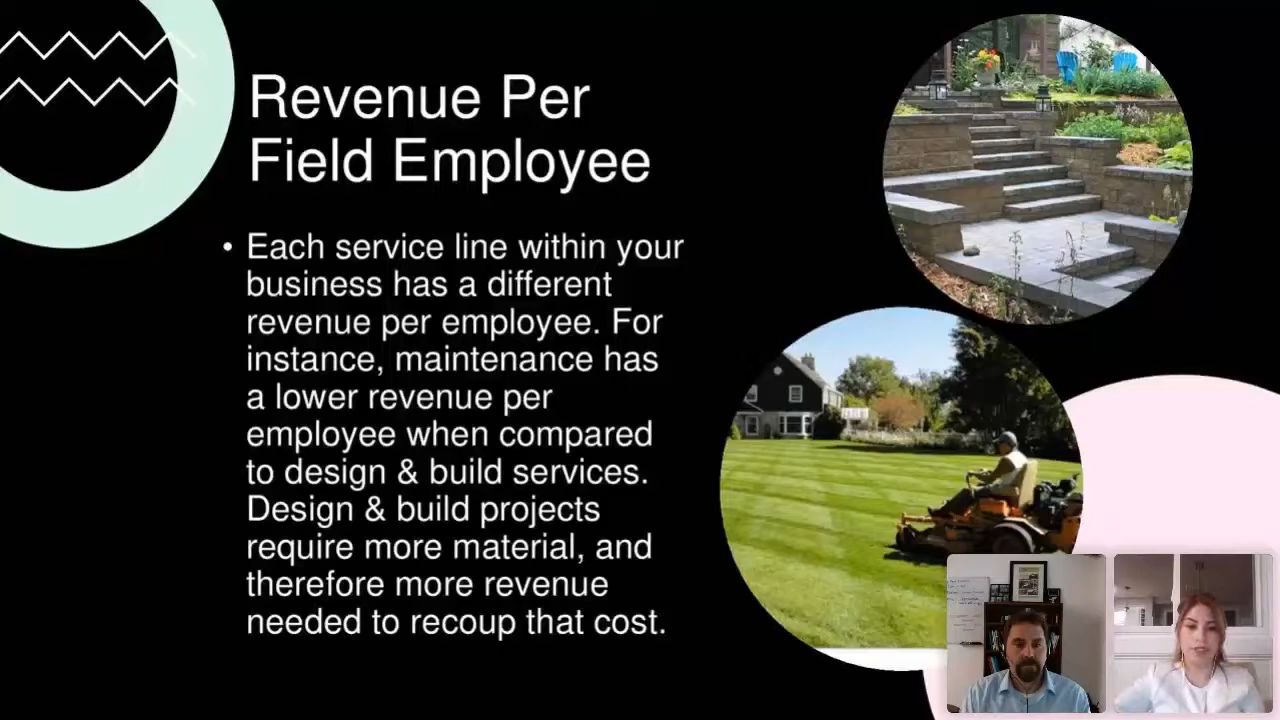 Revenue Per
Field Employee
• Each service line within your
business has a different
revenue per employee. For
instance, maintenance has
a lower revenue per
employee when compared
to design & build services.
Design & build projects
require more material, and
therefore more revenue
needed to recoup that cost.